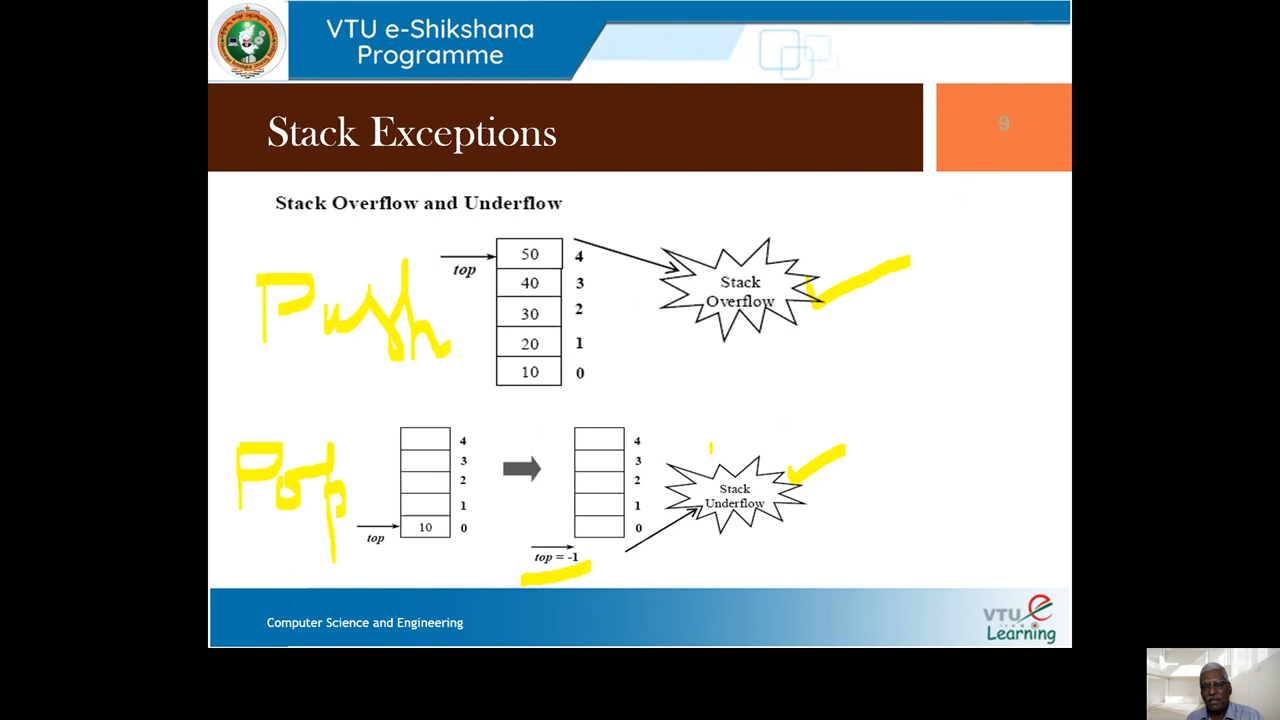 VTU e-Shikshana
Programme
Stack Exceptions
9
Stack Overflow and Underflow
Push
top
50 4
40 3
30 2
20 1
10 0
Stack
Overflow
Pop
4
3
2
1
top 10 0
4
3
2
1
0
top = -1
Stack
Underflow
Computer Science and Engineering
VTU e
Learning